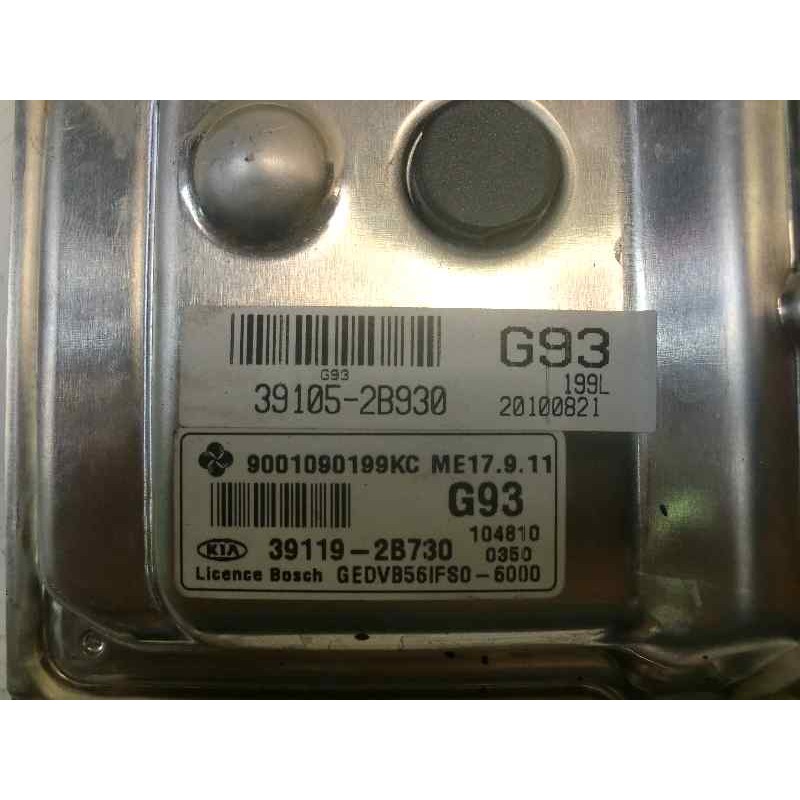 G93
G93
39105-2B930
199L
20100821
9001090199KC ME17.9.11
G93
104810
KIA 39119-2B730 0350
Licence Bosch GEDVB56IFS0-6000